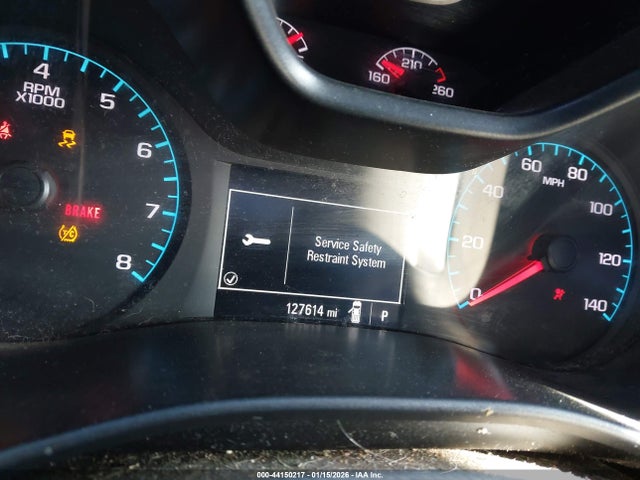 4
5
6
7
8
RPM
X1000
BRAKE
T/C
160
210
260
Service Safety
Restraint System
127614 mi
P
0
20
40
60
80
100
120
140
MPH
000-44150217 - 01/15/2026 - IAA Inc.